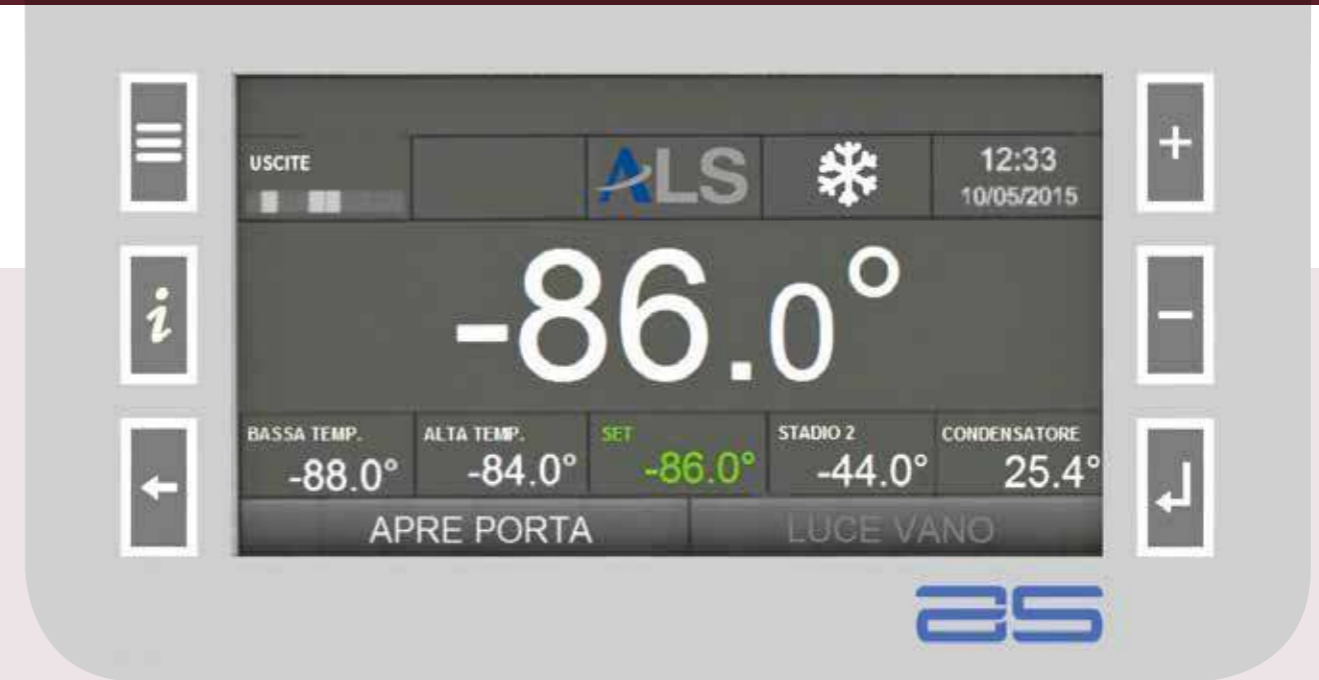 USCITE
ALS
12:33
10/05/2015
-86.0°
BASSA TEMP.
-88.0°
ALTA TEMP.
-84.0°
SET
-86.0°
STADIO 2
-44.0°
CONDENSATORE
25.4°
APRE PORTA
LUCE VANO
+
-
i
as